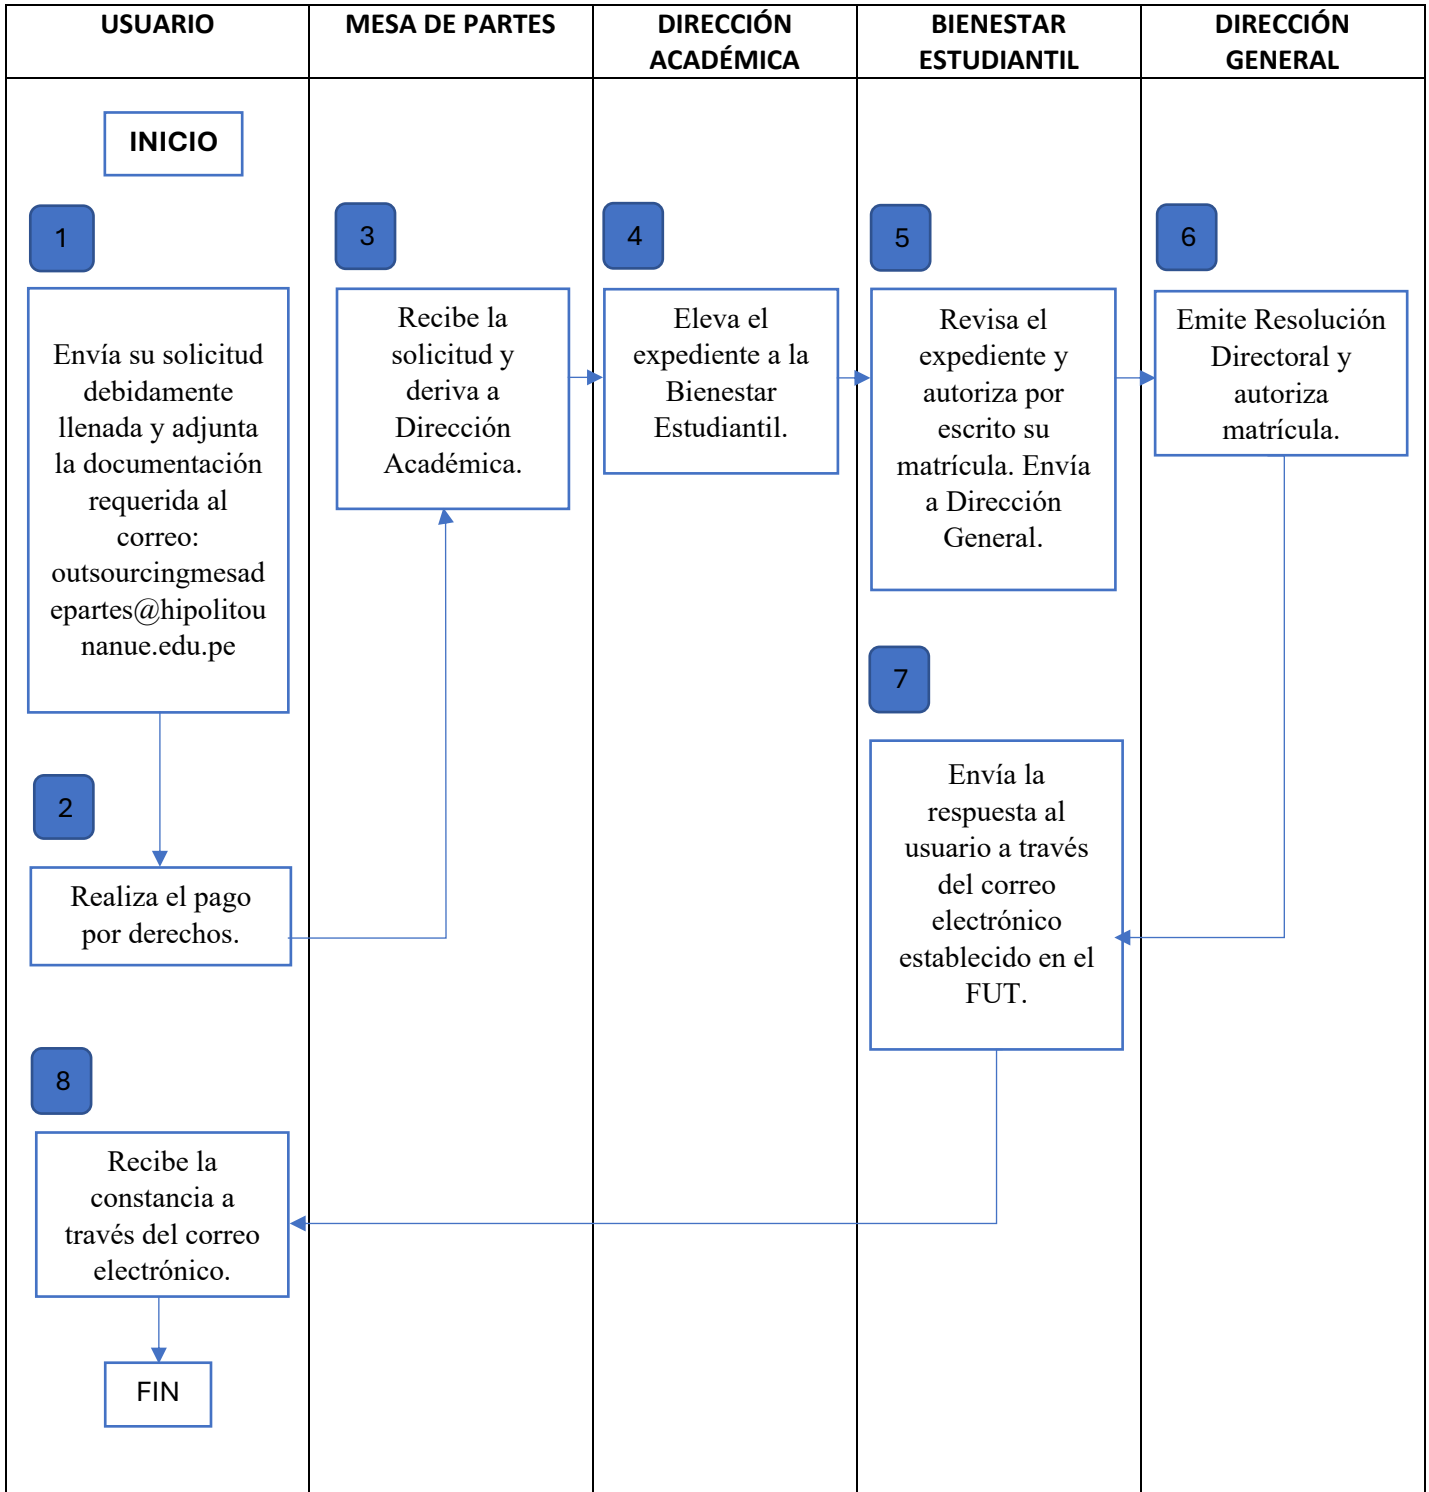 USUARIO
MESA DE PARTES
DIRECCIÓN
ACADÉMICA
BIENESTAR
ESTUDIANTIL
DIRECCIÓN
GENERAL
INICIO
1
Envía su solicitud
debidamente
llenada y adjunta
la documentación
requerida al
correo:
outsourcingmesad
epartes@hipolitou
nanue.edu.pe
2
Realiza el pago
por derechos.
3
Recibe la
solicitud y
deriva a
Dirección
Académica.
4
Eleva el
expediente a la
Bienestar
Estudiantil.
5
Revisa el
expediente y
autoriza por
escrito su
matrícula. Envía
a Dirección
General.
6
Emite Resolución
Directoral y
autoriza
matrícula.
7
Envía la
respuesta al
usuario a través
del correo
electrónico
establecido en el
FUT.
8
Recibe la
constancia a
través del correo
electrónico.
FIN